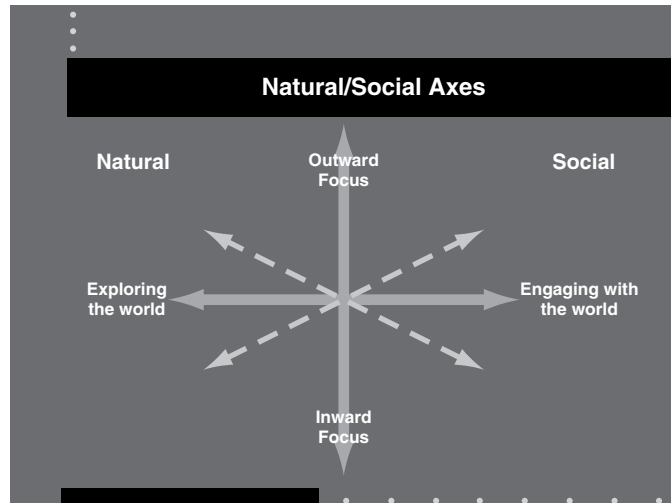 Natural/Social Axes
Natural
Outward
Focus
Social
Exploring
the world
Engaging with
the world
Inward
Focus